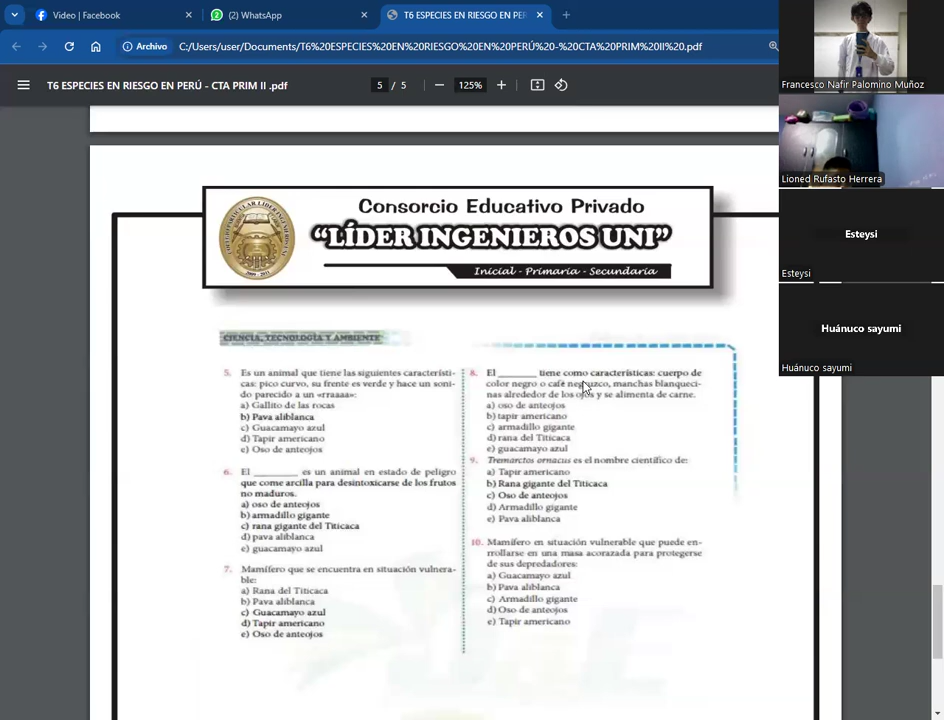 Video | Facebook
(2) WhatsApp
T6 ESPECIES EN RIESGO EN PER
Archivo
C:/Users/user/Documents/T6%20ESPECIES%20EN%20RIESGO%20EN%20PERÚ%20-%20CTA%20PRIM%20II%20.pdf
T6 ESPECIES EN RIESGO EN PERÚ - CTA PRIM II .pdf
5 / 5
125%
Francesco Nafir Palomino Muñoz
Lioned Rufasto Herrera
Esteysi
Esteysi
Huánuco sayumi
Huánuco sayumi
Consorcio Educativo Privado
“LÍDER INGENIEROS UNI”
Inicial - Primaria - Secundaria
CIENCIA, TECNOLOGÍA Y AMBIENTE
5. Es un animal que tiene las siguientes característi-
cas: pico curvo, su frente es verde y hace un soni-
do parecido a un «rraaaa»:
a) Gallito de las rocas
b) Pava aliblanca
c) Guacamayo azul
d) Tapir americano
e) Oso de anteojos
6. El ________ es un animal en estado de peligro
que come arcilla para desintoxicarse de los frutos
no maduros.
a) oso de anteojos
b) armadillo gigante
c) rana gigante del Titicaca
d) pava aliblanca
e) guacamayo azul
7. Mamífero que se encuentra en situación vulnera-
ble:
a) Rana del Titicaca
b) Pava aliblanca
c) Guacamayo azul
d) Tapir americano
e) Oso de anteojos
8. El _______ tiene como características: cuerpo de
color negro o café negruzco, manchas blanqueci-
nas alrededor de los ojos y se alimenta de carne.
a) oso de anteojos
b) tapir americano
c) armadillo gigante
d) rana del Titicaca
e) guacamayo azul
9. Tremarctos ornacus es el nombre científico de:
a) Tapir americano
b) Rana gigante del Titicaca
c) Oso de anteojos
d) Armadillo gigante
e) Pava aliblanca
10. Mamífero en situación vulnerable que puede en-
rrollarse en una masa acorazada para protegerse
de sus depredadores:
a) Guacamayo azul
b) Pava aliblanca
c) Armadillo gigante
d) Oso de anteojos
e) Tapir americano